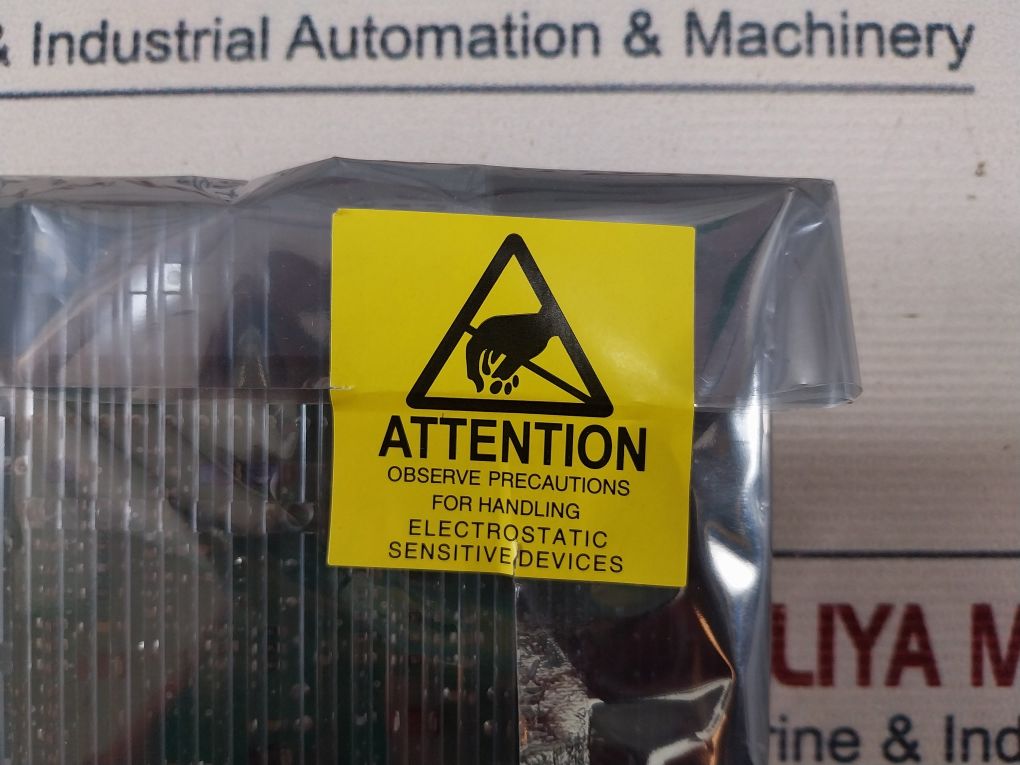 & Industrial Automation & Machinery
ATTENTION
OBSERVE PRECAUTIONS
FOR HANDLING
ELECTROSTATIC
SENSITIVE DEVICES
LIYA M
rine & Ind